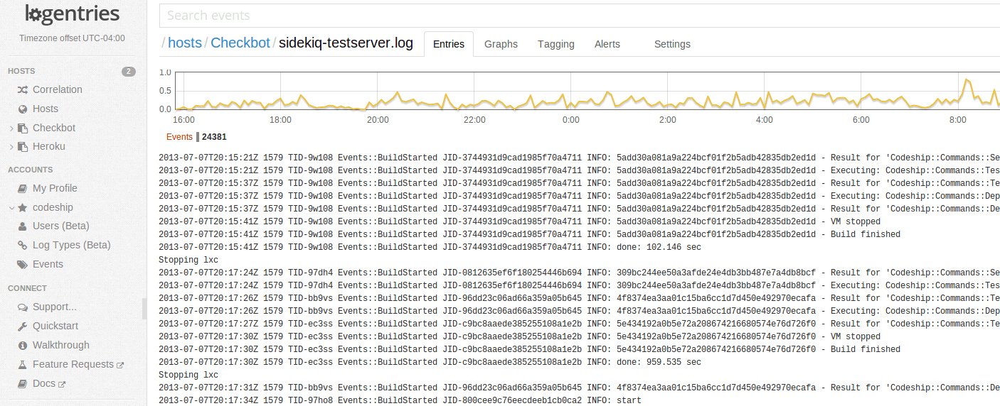 logentries
Timezone offset UTC-04:00
HOSTS 2
Correlation
Hosts
Checkbot
Heroku
ACCOUNTS
My Profile
codeship
Users (Beta)
Log Types (Beta)
Events
CONNECT
Support...
Quickstart
Walkthrough
Feature Requests
Docs
Search events
/ hosts / Checkbot / sidekiq-testserver.log Entries Graphs Tagging Alerts Settings
1.0
0.5
0.0
16:00 18:00 20:00 22:00 0:00 2:00 4:00 6:00 8:00
Events 24381
2013-07-07T20:15:21Z 1579 TID-9w108 Events::BuildStarted JID-3744931d9cad1985f70a4711 INFO: 5add30a081a9a224bcf01f2b5adb42835db2ed1d - Result for 'Codeship::Commands::Se
2013-07-07T20:15:21Z 1579 TID-9w108 Events::BuildStarted JID-3744931d9cad1985f70a4711 INFO: 5add30a081a9a224bcf01f2b5adb42835db2ed1d - Executing: Codeship::Commands::Tes
2013-07-07T20:15:37Z 1579 TID-9w108 Events::BuildStarted JID-3744931d9cad1985f70a4711 INFO: 5add30a081a9a224bcf01f2b5adb42835db2ed1d - Result for 'Codeship::Commands::Te
2013-07-07T20:15:37Z 1579 TID-9w108 Events::BuildStarted JID-3744931d9cad1985f70a4711 INFO: 5add30a081a9a224bcf01f2b5adb42835db2ed1d - Executing: Codeship::Commands::Dep
2013-07-07T20:15:37Z 1579 TID-9w108 Events::BuildStarted JID-3744931d9cad1985f70a4711 INFO: 5add30a081a9a224bcf01f2b5adb42835db2ed1d - Result for 'Codeship::Commands::De
2013-07-07T20:15:41Z 1579 TID-9w108 Events::BuildStarted JID-3744931d9cad1985f70a4711 INFO: 5add30a081a9a224bcf01f2b5adb42835db2ed1d - VM stopped
2013-07-07T20:15:41Z 1579 TID-9w108 Events::BuildStarted JID-3744931d9cad1985f70a4711 INFO: 5add30a081a9a224bcf01f2b5adb42835db2ed1d - Build finished
2013-07-07T20:15:41Z 1579 TID-9w108 Events::BuildStarted JID-3744931d9cad1985f70a4711 INFO: done: 102.146 sec
Stopping lxc
2013-07-07T20:17:24Z 1579 TID-97dh4 Events::BuildStarted JID-0812635ef6f180254446b694 INFO: 309bc244ee50a3afde24e4db3bb487e7a4db8bcf - Result for 'Codeship::Commands::Se
2013-07-07T20:17:24Z 1579 TID-97dh4 Events::BuildStarted JID-0812635ef6f180254446b694 INFO: 309bc244ee50a3afde24e4db3bb487e7a4db8bcf - Executing: Codeship::Commands::Tes
2013-07-07T20:17:26Z 1579 TID-bb9vs Events::BuildStarted JID-96dd23c06ad66a359a05b645 INFO: 4f8374ea3aa01c15ba6cc1d7d450e492970ecafa - Result for 'Codeship::Commands::Te
2013-07-07T20:17:26Z 1579 TID-bb9vs Events::BuildStarted JID-96dd23c06ad66a359a05b645 INFO: 4f8374ea3aa01c15ba6cc1d7d450e492970ecafa - Executing: Codeship::Commands::Dep
2013-07-07T20:17:27Z 1579 TID-ec3ss Events::BuildStarted JID-c9bc8aaede385255108a1e2b INFO: 5e434192a0b5e72a208674216680574e76d726f0 - Result for 'Codeship::Commands::Te
2013-07-07T20:17:30Z 1579 TID-ec3ss Events::BuildStarted JID-c9bc8aaede385255108a1e2b INFO: 5e434192a0b5e72a208674216680574e76d726f0 - VM stopped
2013-07-07T20:17:30Z 1579 TID-ec3ss Events::BuildStarted JID-c9bc8aaede385255108a1e2b INFO: 5e434192a0b5e72a208674216680574e76d726f0 - Build finished
2013-07-07T20:17:30Z 1579 TID-ec3ss Events::BuildStarted JID-c9bc8aaede385255108a1e2b INFO: done: 959.535 sec
Stopping lxc
2013-07-07T20:17:31Z 1579 TID-bb9vs Events::BuildStarted JID-96dd23c06ad66a359a05b645 INFO: 4f8374ea3aa01c15ba6cc1d7d450e492970ecafa - Result for 'Codeship::Commands::De
2013-07-07T20:17:34Z 1579 TID-97ho8 Events::BuildStarted JID-800cee9c76eecdeeb1cb0ca2 INFO: start